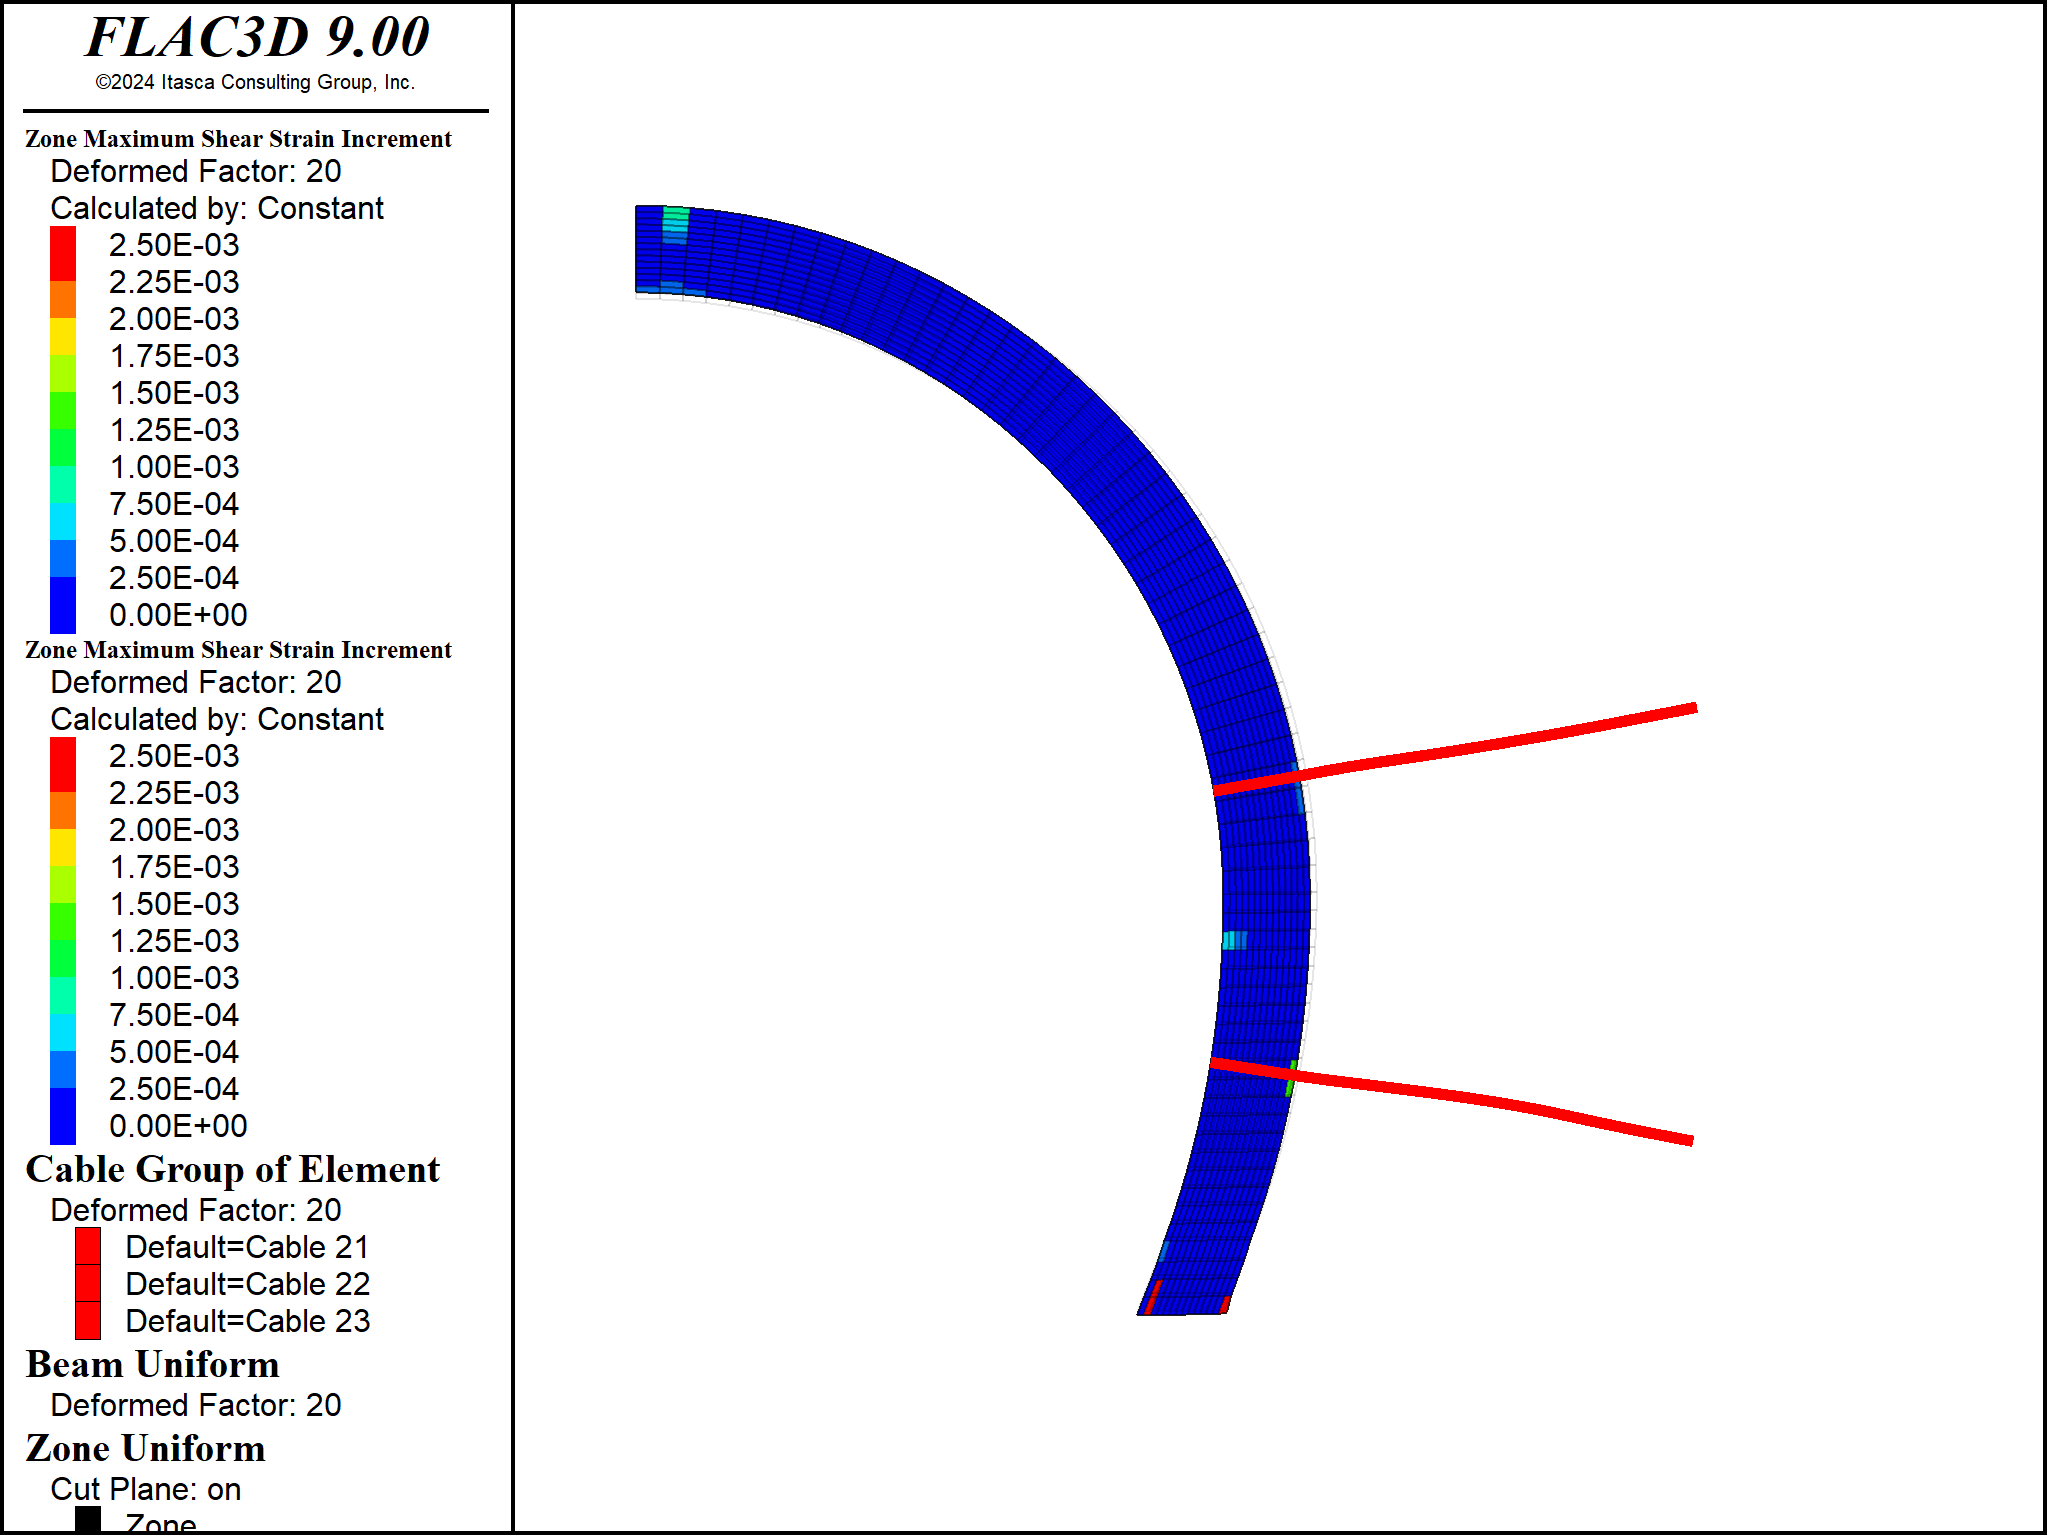 FLAC3D 9.00
©2024 Itasca Consulting Group, Inc.
Zone Maximum Shear Strain Increment
Deformed Factor: 20
Calculated by: Constant
2.50E-03
2.25E-03
2.00E-03
1.75E-03
1.50E-03
1.25E-03
1.00E-03
7.50E-04
5.00E-04
2.50E-04
0.00E+00
Zone Maximum Shear Strain Increment
Deformed Factor: 20
Calculated by: Constant
2.50E-03
2.25E-03
2.00E-03
1.75E-03
1.50E-03
1.25E-03
1.00E-03
7.50E-04
5.00E-04
2.50E-04
0.00E+00
Cable Group of Element
Deformed Factor: 20
Default=Cable 21
Default=Cable 22
Default=Cable 23
Beam Uniform
Deformed Factor: 20
Zone Uniform
Cut Plane: on
Zone